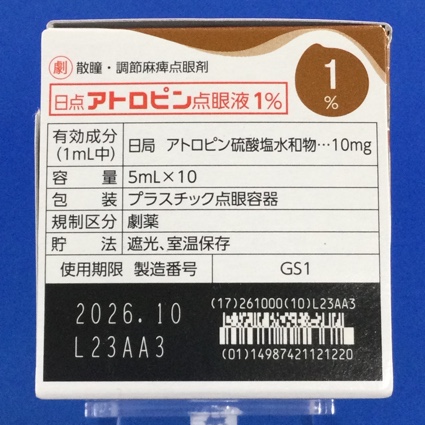 劇 散瞳・調節麻痺点眼剤
日点アトロピン点眼液1%
1
%
有効成分 日局 アトロピン硫酸塩水和物…10mg
(1mL中)
容量 5mL×10
包装 プラスチック点眼容器
規制区分 劇薬
貯法 遮光、室温保存
使用期限 製造番号 GS1
2026.10
L23AA3
(17)261000(10)L23AA3
(01)14987421121220